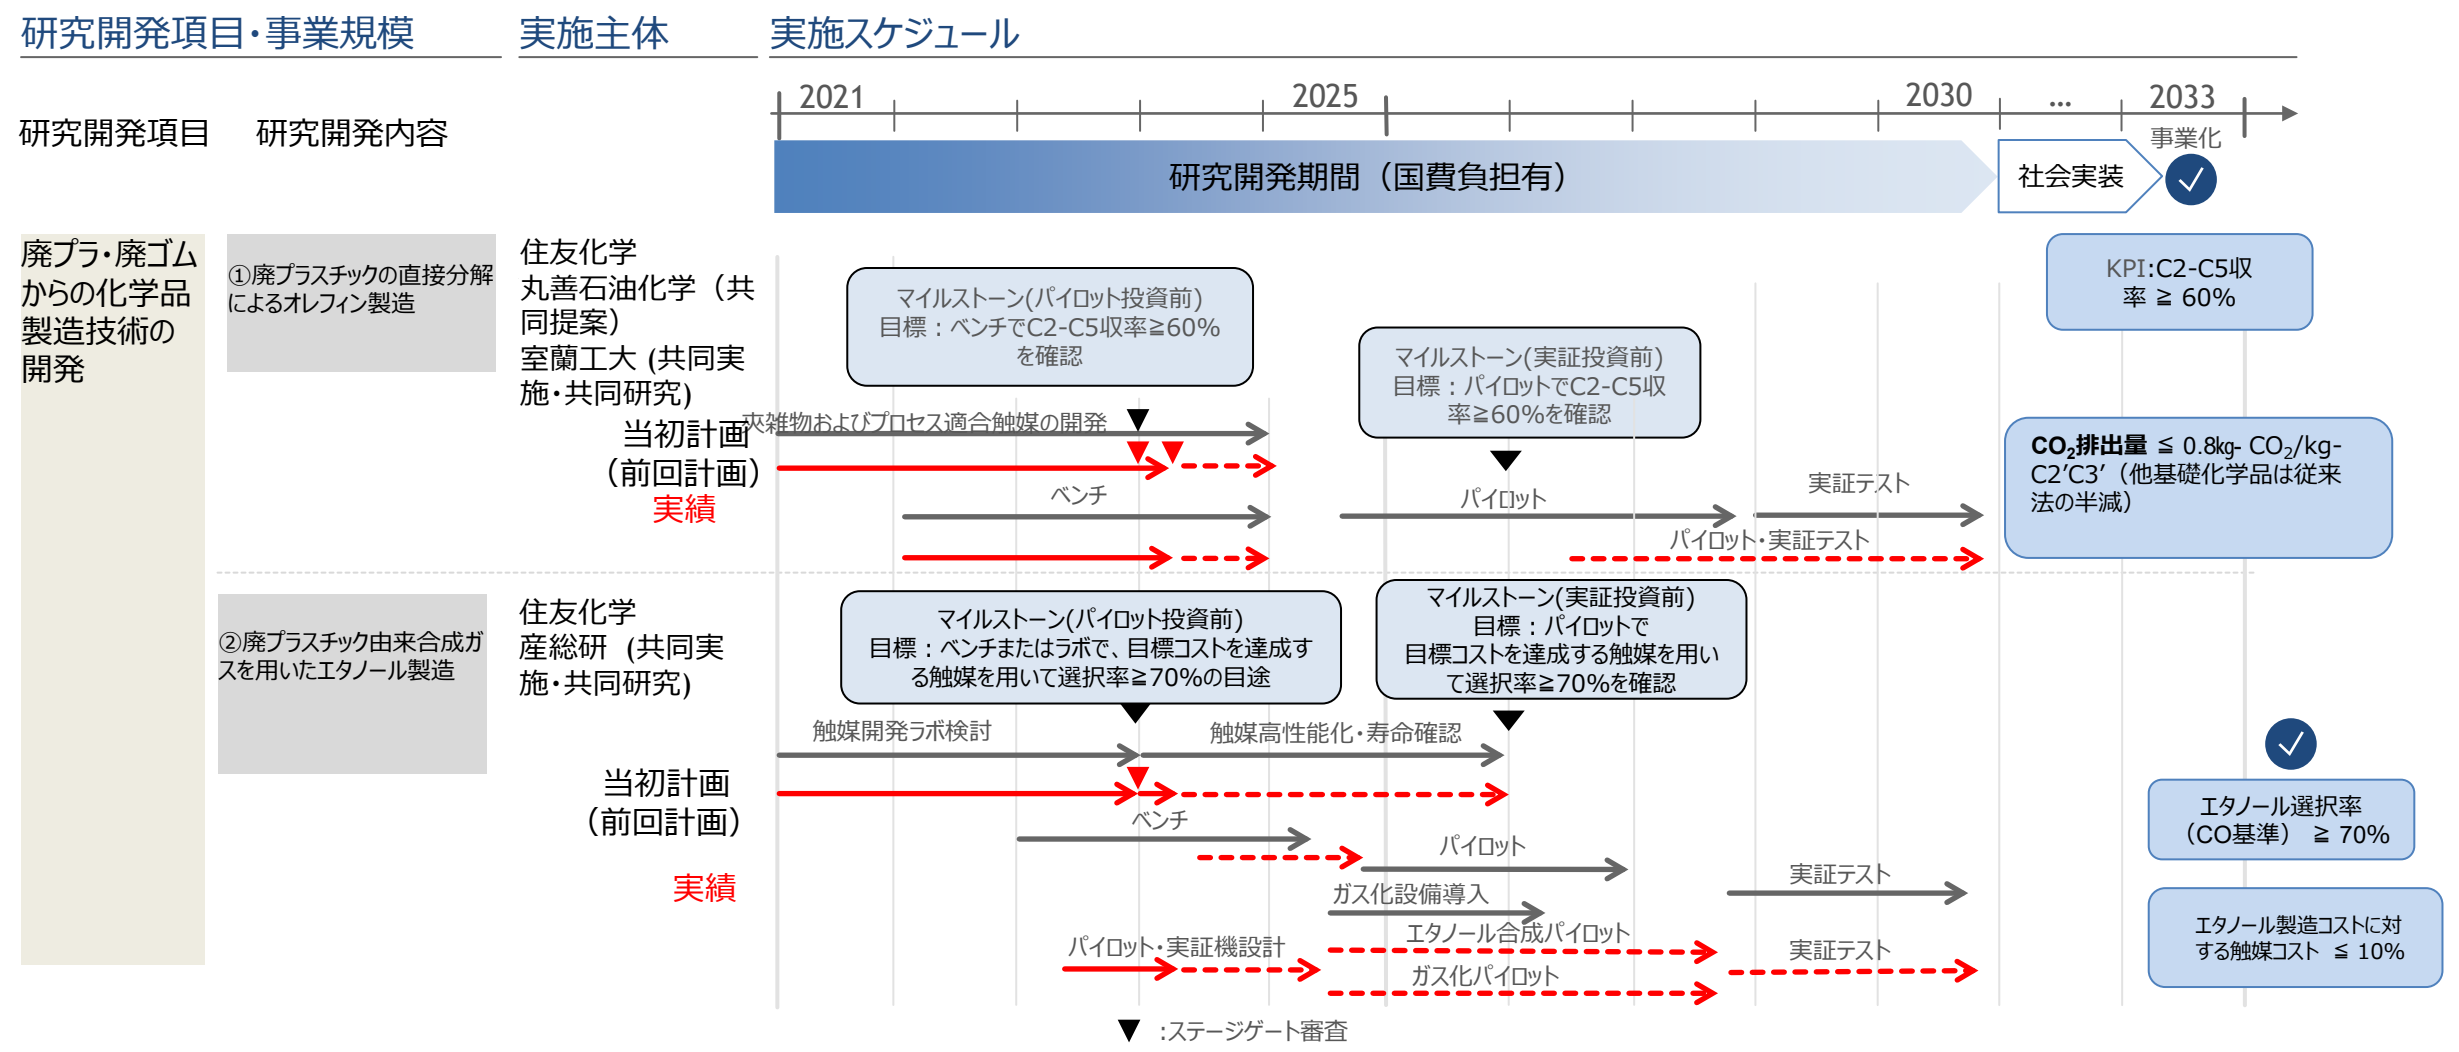 研究開発項目・事業規模
実施主体
実施スケジュール
2021
2025
2030
…
2033
研究開発項目
研究開発内容
事業化
研究開発期間（国費負担有）
社会実装
廃プラ・廃ゴム
からの化学品
製造技術の
開発
①廃プラスチックの直接分解
によるオレフィン製造
住友化学
丸善石油化学（共
同提案）
室蘭工大 (共同実
施・共同研究)
マイルストーン(パイロット投資前)
目標：ベンチでC2-C5収率≧60%
を確認
マイルストーン(実証投資前)
目標：パイロットでC2-C5収
率≧60%を確認
KPI:C2-C5収
率 ≧ 60%
夾雑物およびプロセス適合触媒の開発
当初計画
（前回計画）
実績
ベンチ
パイロット
実証テスト
パイロット・実証テスト
CO₂排出量 ≦ 0.8㎏- CO₂/kg-
C2’C3’（他基礎化学品は従来
法の半減）
②廃プラスチック由来合成ガ
スを用いたエタノール製造
住友化学
産総研 (共同実
施・共同研究)
マイルストーン(パイロット投資前)
目標：ベンチまたはラボで、目標コストを達成す
る触媒を用いて選択率≧70%の目途
マイルストーン(実証投資前)
目標：パイロットで
目標コストを達成する触媒を用い
て選択率≧70%を確認
触媒開発ラボ検討
触媒高性能化・寿命確認
当初計画
（前回計画）
実績
ベンチ
パイロット
ガス化設備導入
実証テスト
パイロット・実証機設計
エタノール合成パイロット
ガス化パイロット
実証テスト
エタノール選択率
（CO基準） ≧ 70%
エタノール製造コストに対
する触媒コスト ≦ 10%
▼ :ステージゲート審査